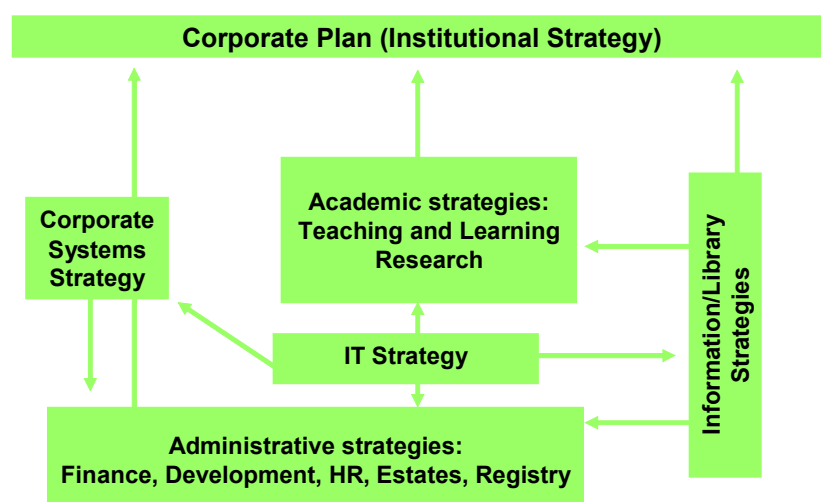 Corporate Plan (Institutional Strategy)
Corporate
Systems
Strategy
Academic strategies:
Teaching and Learning
Research
Information/Library
Strategies
IT Strategy
Administrative strategies:
Finance, Development, HR, Estates, Registry